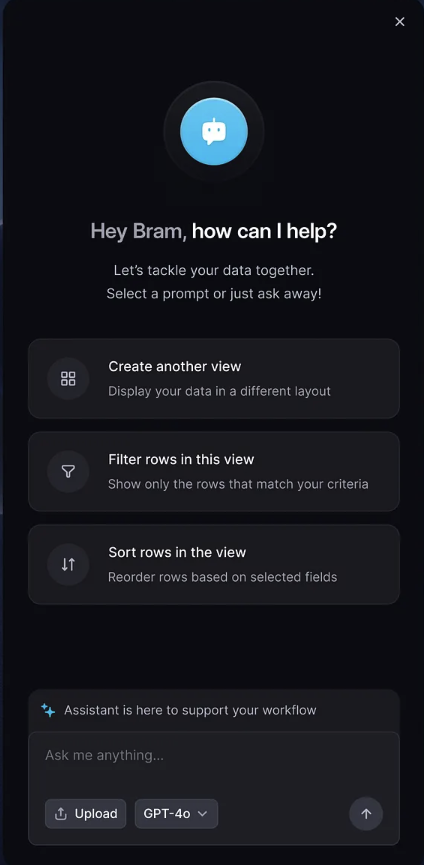 Hey Bram, how can I help?
Let’s tackle your data together.
Select a prompt or just ask away!
Create another view
Display your data in a different layout
Filter rows in this view
Show only the rows that match your criteria
Sort rows in the view
Reorder rows based on selected fields
Assistant is here to support your workflow
Ask me anything...
Upload
GPT-4o